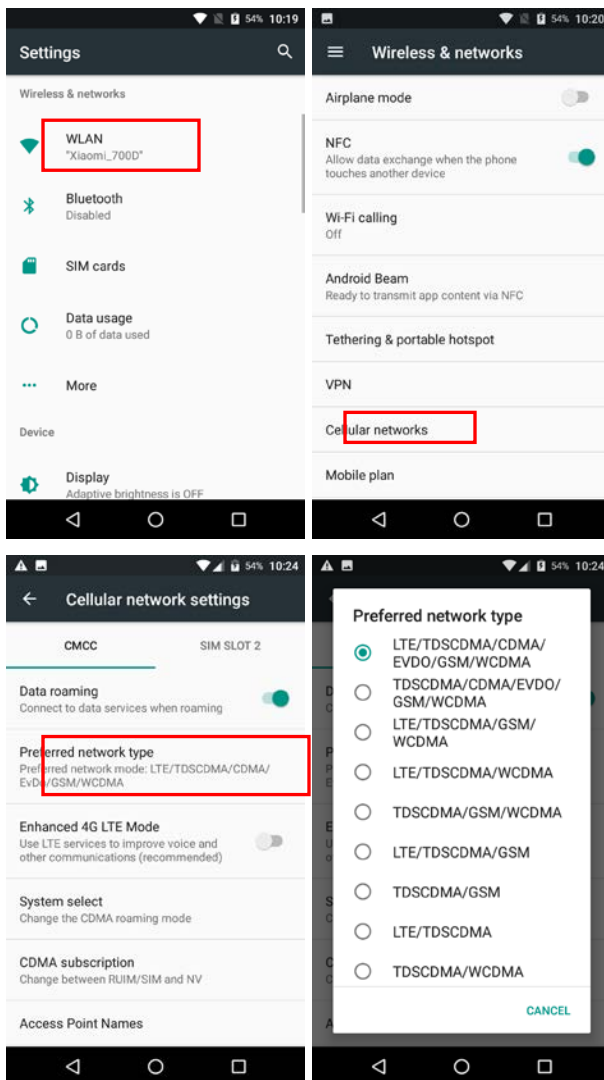 54% 10:19
Settings
Wireless & networks
WLAN
"Xiaomi_700D"
Bluetooth
Disabled
SIM cards
Data usage
0 B of data used
More
Device
Display
Adaptive brightness is OFF
54% 10:20
Wireless & networks
Airplane mode
NFC
Allow data exchange when the phone
touches another device
Wi-Fi calling
Off
Android Beam
Ready to transmit app content via NFC
Tethering & portable hotspot
VPN
Cellular networks
Mobile plan
54% 10:24
Cellular network settings
CMCC
SIM SLOT 2
Data roaming
Connect to data services when roaming
Preferred network type
Preferred network mode: LTE/TDSCDMA/CDMA/
EvDo/GSM/WCDMA
Enhanced 4G LTE Mode
Use LTE services to improve voice and
other communications (recommended)
System select
Change the CDMA roaming mode
CDMA subscription
Change between RUIM/SIM and NV
Access Point Names
54% 10:24
Preferred network type
LTE/TDSCDMA/CDMA/
EVDO/GSM/WCDMA
TDSCDMA/CDMA/EVDO/
GSM/WCDMA
LTE/TDSCDMA/GSM/
WCDMA
LTE/TDSCDMA/WCDMA
TDSCDMA/GSM/WCDMA
LTE/TDSCDMA/GSM
TDSCDMA/GSM
LTE/TDSCDMA
TDSCDMA/WCDMA
CANCEL